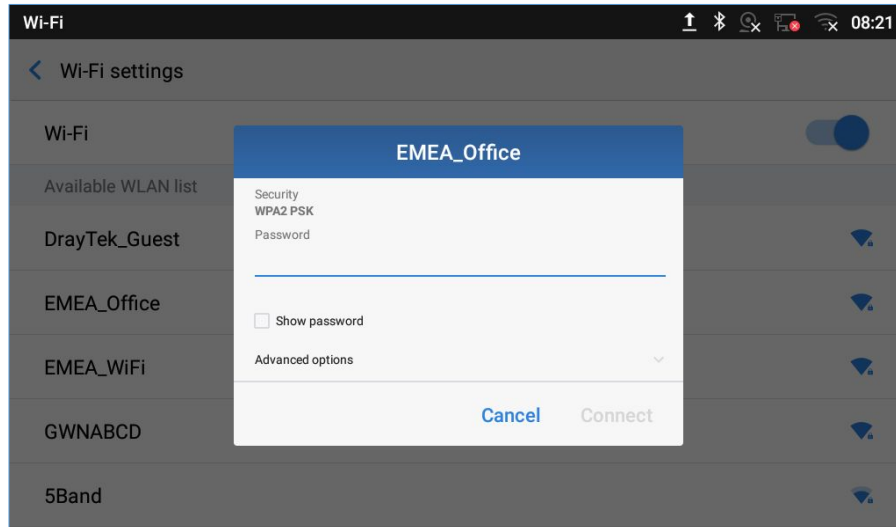 Wi-Fi 08:21
Wi-Fi settings
Wi-Fi
Available WLAN list
DrayTek_Guest
EMEA_Office
EMEA_WiFi
GWNABCD
5Band
EMEA_Office
Security
WPA2 PSK
Password
Show password
Advanced options
Cancel Connect